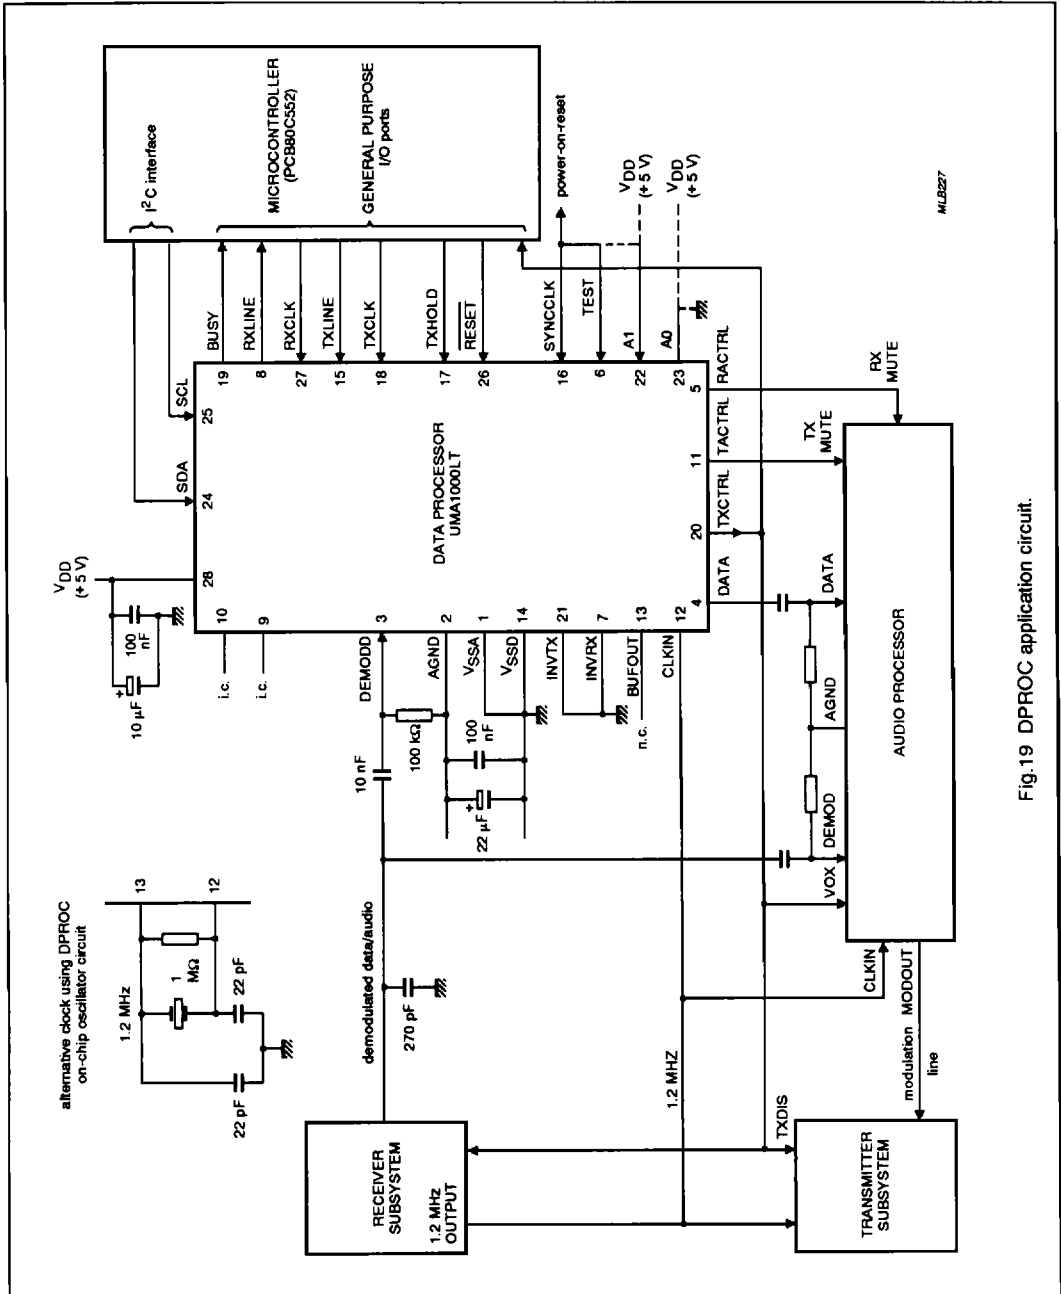 alternative clock using DPROC
on-chip oscillator circuit
1.2 MHz
13
12
1
MΩ
22 pF
22 pF
VDD
(+ 5 V)
10 μF
+
100
nF
I²C interface
MICROCONTROLLER
(PCB80C552)
GENERAL PURPOSE
I/O ports
SDA
SCL
BUSY
RXLINE
RXCLK
TXLINE
TXCLK
TXHOLD
RESET
SYNCCLK
TEST
A1
A0
power-on-reset
VDD
(+ 5 V)
VDD
(+ 5 V)
28
24
25
19
8
27
15
18
17
26
16
6
22
23
DATA PROCESSOR
UMA1000LT
10
9
3
2
1
14
21
7
13
12
4
20
11
5
i.c.
i.c.
DEMODD
AGND
VSSA
VSSD
INVTX
INVRX
BUFOUT
CLKIN
n.c.
10 nF
100 kΩ
100
nF
+
22 μF
DATA
TXCTRL
TACTRL
RACTRL
TX
MUTE
RX
MUTE
demodulated data/audio
270 pF
RECEIVER
SUBSYSTEM
1.2 MHz
OUTPUT
1.2 MHZ
TXDIS
TRANSMITTER
SUBSYSTEM
modulation
line
MODOUT
CLKIN
VOX
DEMOD
AGND
DATA
AUDIO PROCESSOR
MLB227
Fig.19 DPROC application circuit.